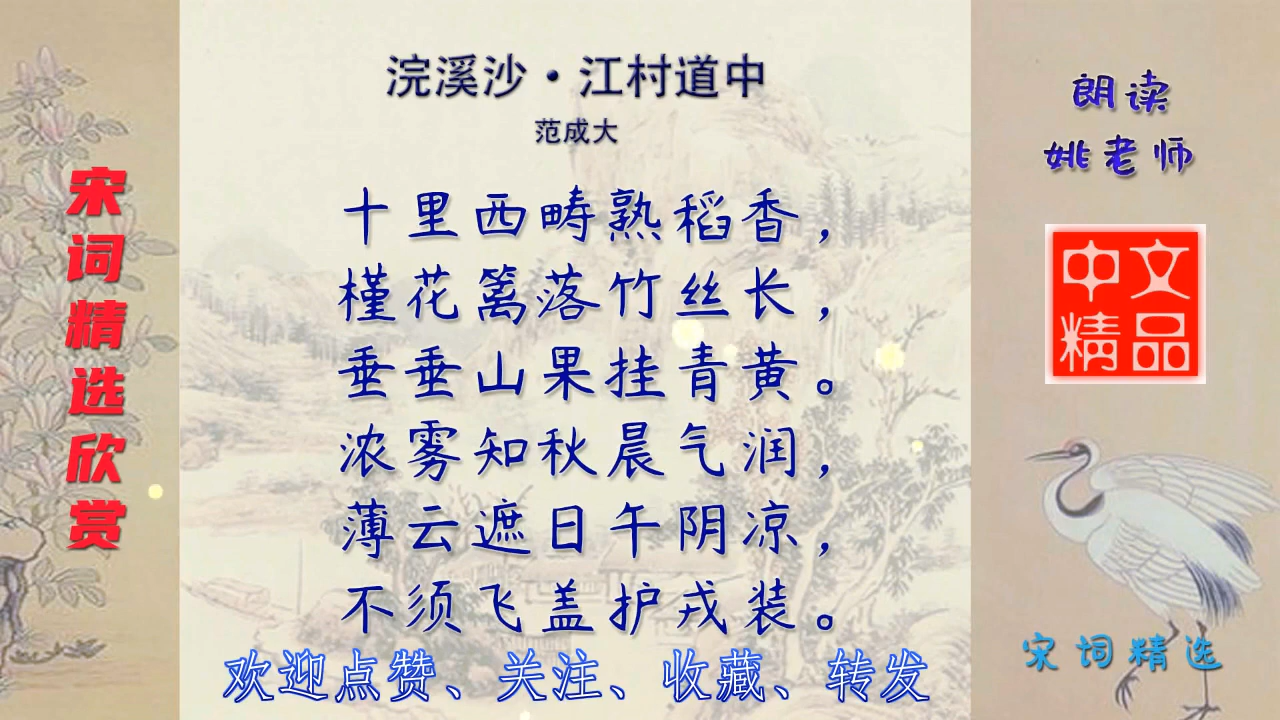 宋词精选欣赏
浣溪沙·江村道中
范成大
十里西畴熟稻香，
槿花篱落竹丝长，
垂垂山果挂青黄。
浓雾知秋晨气润，
薄云遮日午阴凉，
不须飞盖护戎装。
欢迎点赞、关注、收藏、转发
朗读
姚老师
中文
精品
宋词精选